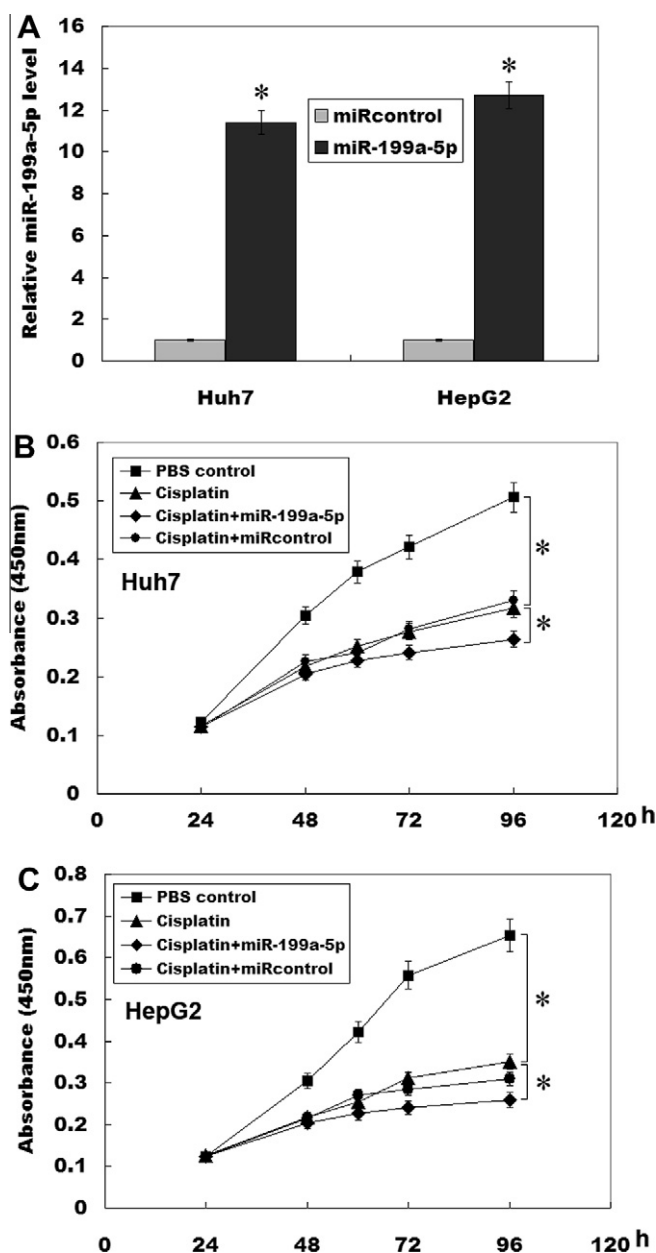 A
Relative miR-199a-5p level
16
14
12
10
8
6
4
2
0
*
*
miRcontrol
miR-199a-5p
Huh7 HepG2
B
Absorbance (450nm)
0.6
0.5
0.4
0.3
0.2
0.1
0
PBS control
Cisplatin
Cisplatin+miR-199a-5p
Cisplatin+miRcontrol
Huh7
*
*
0 24 48 72 96 120 h
C
Absorbance (450nm)
0.8
0.7
0.6
0.5
0.4
0.3
0.2
0.1
0
PBS control
Cisplatin
Cisplatin+miR-199a-5p
Cisplatin+miRcontrol
HepG2
*
*
0 24 48 72 96 120 h